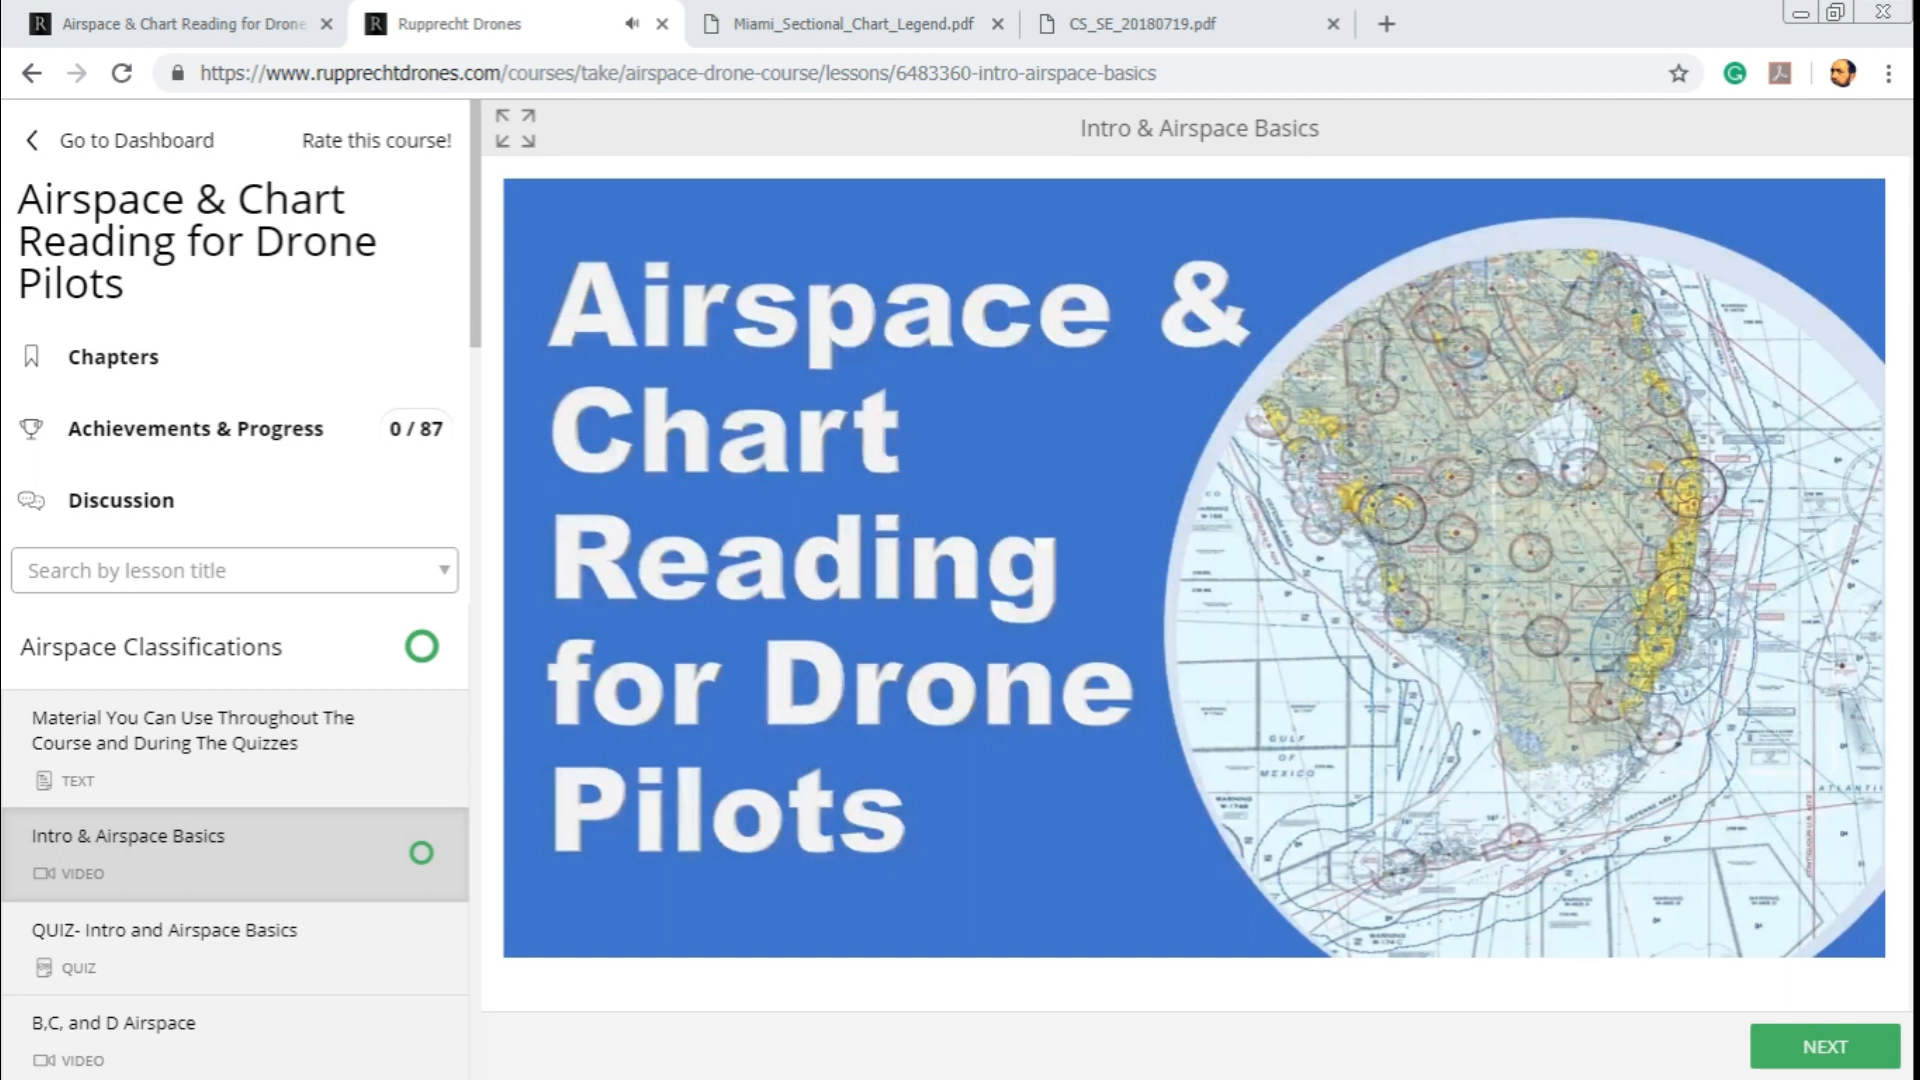 Airspace & Chart Reading for Drone
Rupprecht Drones
Miami_Sectional_Chart_Legend.pdf
CS_SE_20180719.pdf
https://www.rupprechtdrones.com/courses/take/airspace-drone-course/lessons/6483360-intro-airspace-basics
Go to Dashboard
Rate this course!
Airspace & Chart
Reading for Drone
Pilots
Chapters
Achievements & Progress
0 / 87
Discussion
Search by lesson title
Airspace Classifications
Material You Can Use Throughout The
Course and During The Quizzes
TEXT
Intro & Airspace Basics
VIDEO
QUIZ- Intro and Airspace Basics
QUIZ
B,C, and D Airspace
VIDEO
Intro & Airspace Basics
Airspace &
Chart
Reading
for Drone
Pilots
GULF
OF
MEXICO
NEXT